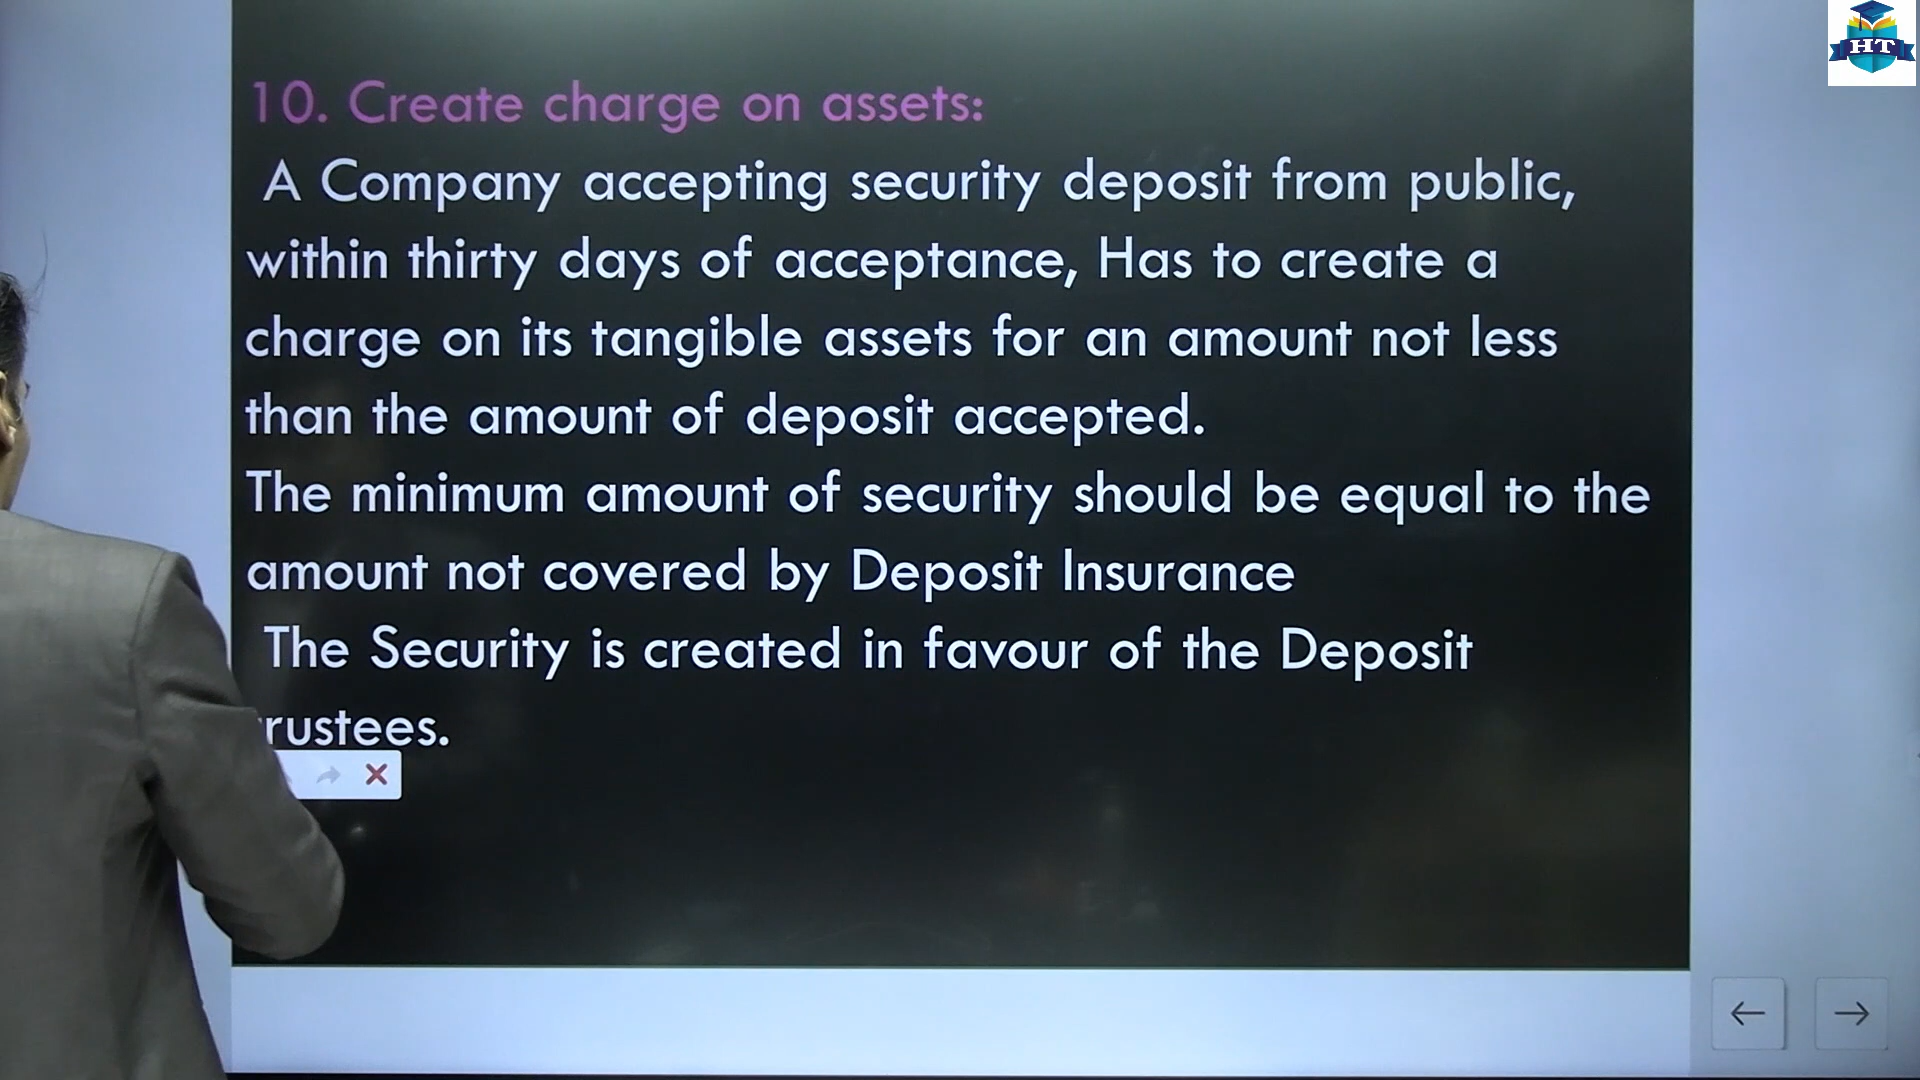 HT
10. Create charge on assets:
A Company accepting security deposit from public,
within thirty days of acceptance, Has to create a
charge on its tangible assets for an amount not less
than the amount of deposit accepted.
The minimum amount of security should be equal to the
amount not covered by Deposit Insurance
The Security is created in favour of the Deposit
trustees.